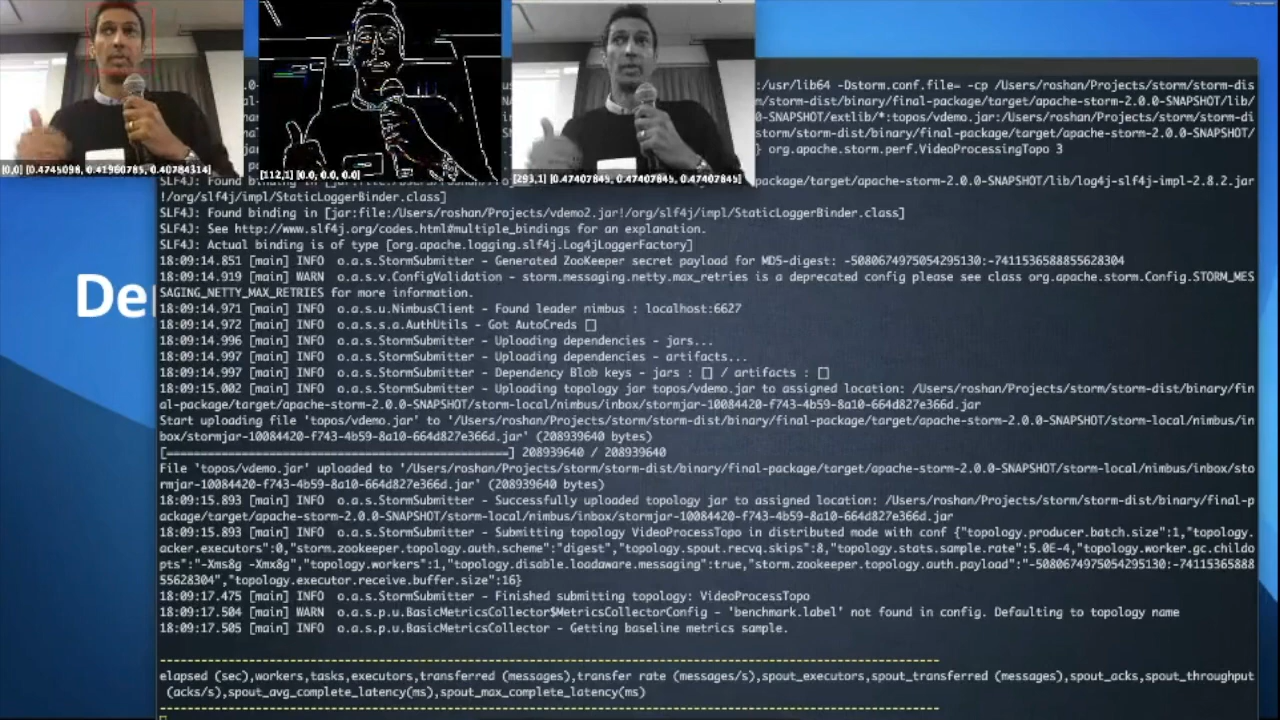 [0,0] [0.4745098, 0.41960785, 0.40784314]
[112,1] [0.0, 0.0, 0.0]
[293,1] [0.47407845, 0.47407845, 0.47407845]
De
:/usr/lib64 -Dstorm.conf.file= -cp /Users/roshan/Projects/storm/storm-dis
storm-dist/binary/final-package/target/apache-storm-2.0.0-SNAPSHOT/lib/
0-SNAPSHOT/extlib/*:topos/vdemo.jar:/Users/roshan/Projects/storm/storm-di
storm/storm-dist/binary/final-package/target/apache-storm-2.0.0-SNAPSHOT/
} org.apache.storm.perf.VideoProcessingTopo 3
SLF4J: Found binding in [jar:file:/Users/roshan/ package/target/apache-storm-2.0.0-SNAPSHOT/lib/log4j-slf4j-impl-2.8.2.jar
!/org/slf4j/impl/StaticLoggerBinder.class]
SLF4J: Found binding in [jar:file:/Users/roshan/Projects/vdemo2.jar!/org/slf4j/impl/StaticLoggerBinder.class]
SLF4J: See http://www.slf4j.org/codes.html#multiple_bindings for an explanation.
SLF4J: Actual binding is of type [org.apache.logging.slf4j.Log4jLoggerFactory]
18:09:14.851 [main] INFO  o.a.s.StormSubmitter - Generated ZooKeeper secret payload for MD5-digest: -5080674975054295130:-7411536588855628304
18:09:14.919 [main] WARN  o.a.s.v.ConfigValidation - storm.messaging.netty.max_retries is a deprecated config please see class org.apache.storm.Config.STORM_MES
SAGING_NETTY_MAX_RETRIES for more information.
18:09:14.971 [main] INFO  o.a.s.u.NimbusClient - Found leader nimbus : localhost:6627
18:09:14.972 [main] INFO  o.a.s.s.a.AuthUtils - Got AutoCreds []
18:09:14.996 [main] INFO  o.a.s.StormSubmitter - Uploading dependencies - jars...
18:09:14.997 [main] INFO  o.a.s.StormSubmitter - Uploading dependencies - artifacts...
18:09:14.997 [main] INFO  o.a.s.StormSubmitter - Dependency Blob keys - jars : [] / artifacts : []
18:09:15.002 [main] INFO  o.a.s.StormSubmitter - Uploading topology jar topos/vdemo.jar to assigned location: /Users/roshan/Projects/storm/storm-dist/binary/fin
al-package/target/apache-storm-2.0.0-SNAPSHOT/storm-local/nimbus/inbox/stormjar-10084420-f743-4b59-8a10-664d827e366d.jar
Start uploading file 'topos/vdemo.jar' to '/Users/roshan/Projects/storm/storm-dist/binary/final-package/target/apache-storm-2.0.0-SNAPSHOT/storm-local/nimbus/in
box/stormjar-10084420-f743-4b59-8a10-664d827e366d.jar' (208939640 bytes)
[==================================================] 208939640 / 208939640
File 'topos/vdemo.jar' uploaded to '/Users/roshan/Projects/storm/storm-dist/binary/final-package/target/apache-storm-2.0.0-SNAPSHOT/storm-local/nimbus/inbox/sto
rmjar-10084420-f743-4b59-8a10-664d827e366d.jar' (208939640 bytes)
18:09:15.893 [main] INFO  o.a.s.StormSubmitter - Successfully uploaded topology jar to assigned location: /Users/roshan/Projects/storm/storm-dist/binary/final-p
ackage/target/apache-storm-2.0.0-SNAPSHOT/storm-local/nimbus/inbox/stormjar-10084420-f743-4b59-8a10-664d827e366d.jar
18:09:15.893 [main] INFO  o.a.s.StormSubmitter - Submitting topology VideoProcessTopo in distributed mode with conf {"topology.producer.batch.size":1,"topology.
acker.executors":0,"storm.zookeeper.topology.auth.scheme":"digest","topology.spout.recvq.skips":8,"topology.stats.sample.rate":5.0E-4,"topology.worker.gc.childo
pts":"-Xms8g -Xmx8g","topology.workers":1,"topology.disable.loadaware.messaging":true,"storm.zookeeper.topology.auth.payload":"-5080674975054295130:-74115365888
55628304","topology.executor.receive.buffer.size":16}
18:09:17.475 [main] INFO  o.a.s.StormSubmitter - Finished submitting topology: VideoProcessTopo
18:09:17.504 [main] WARN  o.a.s.p.u.BasicMetricsCollector$MetricsCollectorConfig - 'benchmark.label' not found in config. Defaulting to topology name
18:09:17.505 [main] INFO  o.a.s.p.u.BasicMetricsCollector - Getting baseline metrics sample.
elapsed (sec),workers,tasks,executors,transferred (messages),transfer rate (messages/s),spout_executors,spout_transferred (messages),spout_acks,spout_throughput
(acks/s),spout_avg_complete_latency(ms),spout_max_complete_latency(ms)